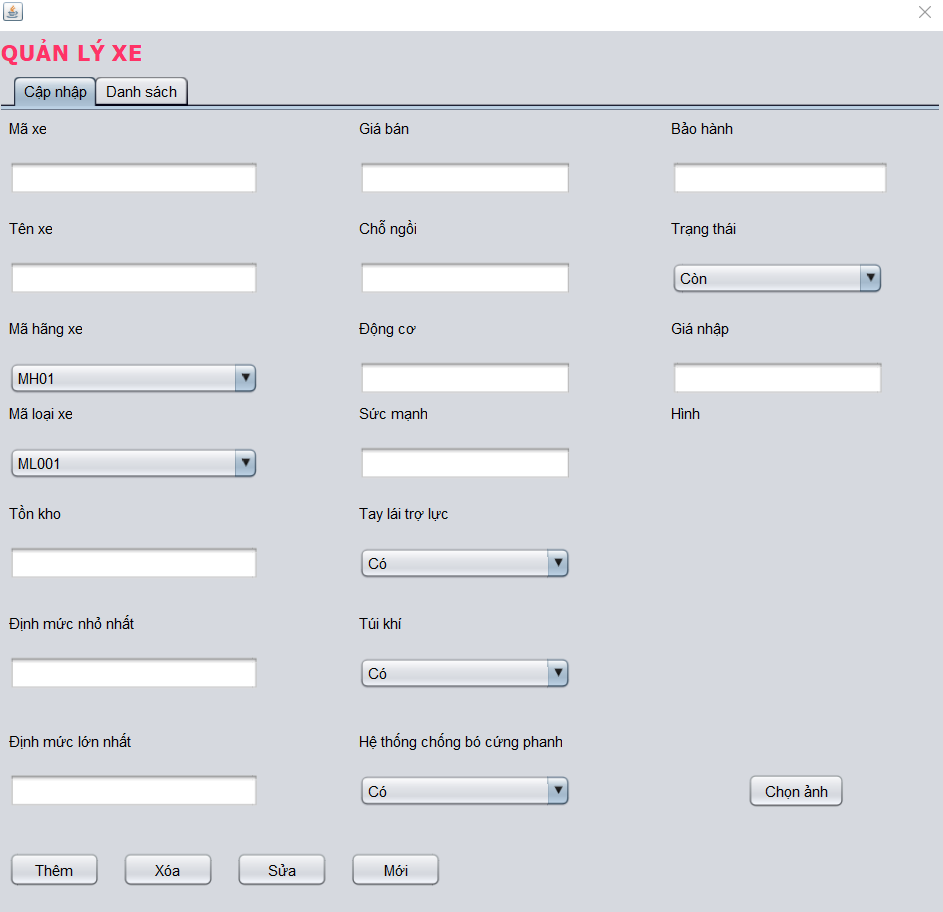 QUẢN LÝ XE
Cập nhập Danh sách
Mã xe Giá bán Bảo hành
Tên xe Chỗ ngồi Trạng thái
Còn
Mã hãng xe Động cơ Giá nhập
MH01
Mã loại xe Sức mạnh Hình
ML001
Tồn kho Tay lái trợ lực
Có
Định mức nhỏ nhất Túi khí
Có
Định mức lớn nhất Hệ thống chống bó cứng phanh
Có Chọn ảnh
Thêm Xóa Sửa Mới